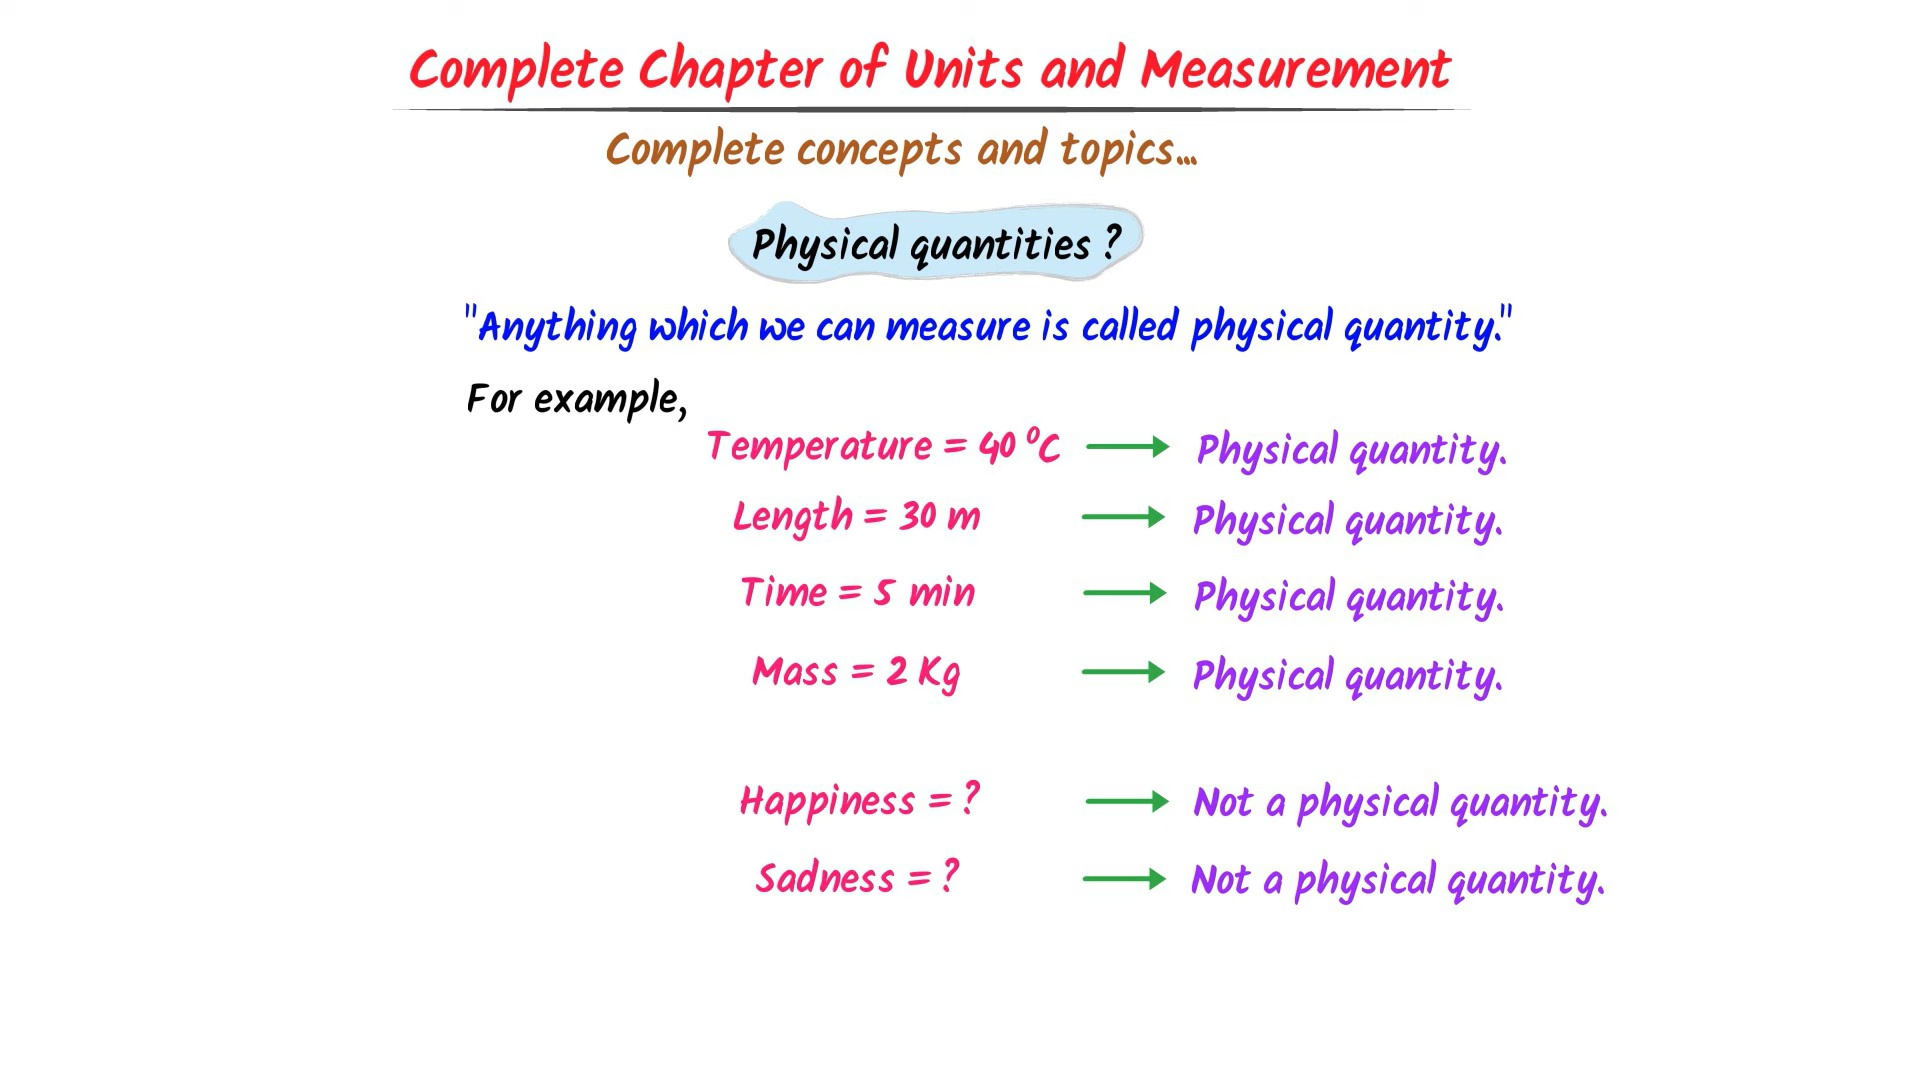 Complete Chapter of Units and Measurement
Complete concepts and topics...
Physical quantities ?
"Anything which we can measure is called physical quantity."
For example,
Temperature = 40 ⁰C → Physical quantity.
Length = 30 m → Physical quantity.
Time = 5 min → Physical quantity.
Mass = 2 Kg → Physical quantity.
Happiness = ? → Not a physical quantity.
Sadness = ? → Not a physical quantity.